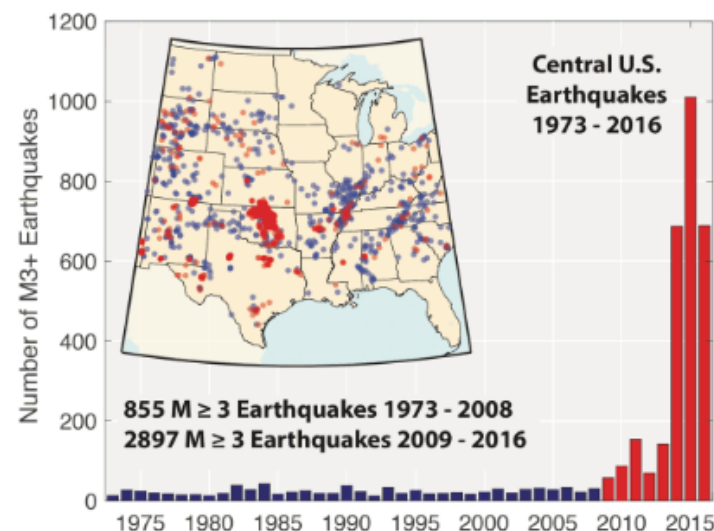 1200
1000
800
600
400
200
0
Number of M3+ Earthquakes
Central U.S.
Earthquakes
1973 - 2016
855 M ≥ 3 Earthquakes 1973 - 2008
2897 M ≥ 3 Earthquakes 2009 - 2016
1975 1980 1985 1990 1995 2000 2005 2010 2015